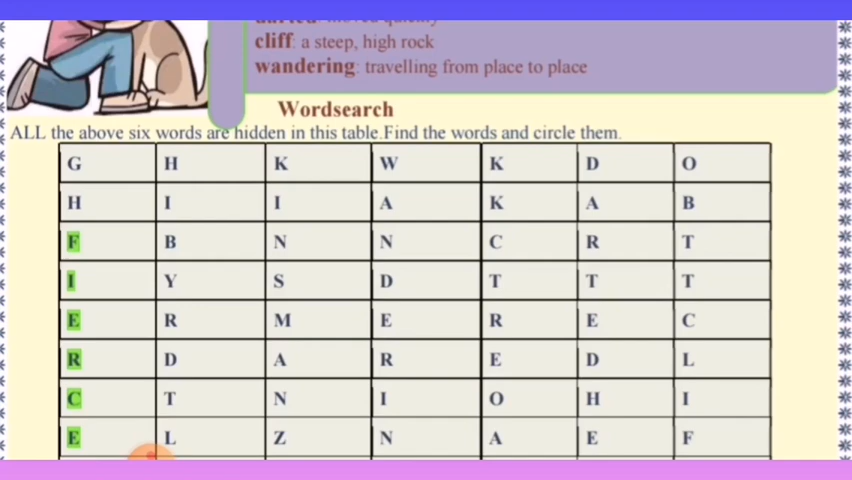 cliff: a steep, high rock
wandering: travelling from place to place
Wordsearch
ALL the above six words are hidden in this table.Find the words and circle them.
G H K W K D O
H I I A K A B
F B N N C R T
I Y S D T T T
E R M E R E C
R D A R E D L
C T N I O H I
E L Z N A E F